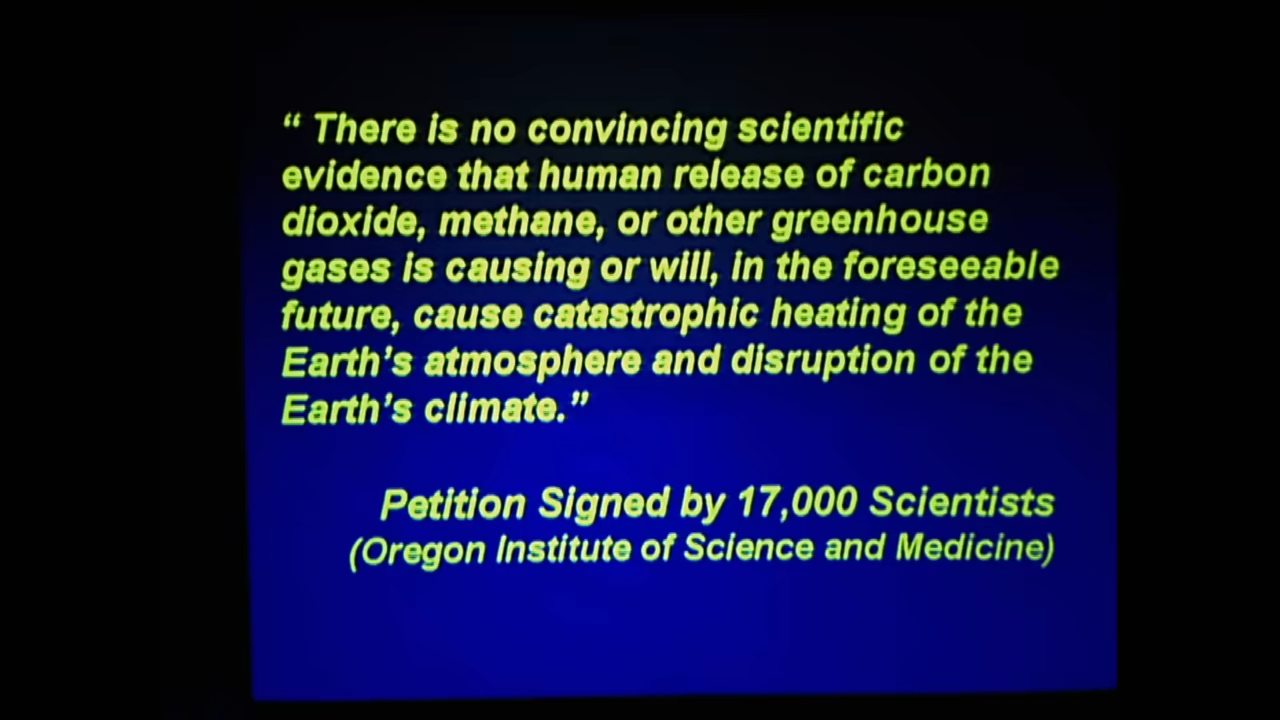 “ There is no convincing scientific
evidence that human release of carbon
dioxide, methane, or other greenhouse
gases is causing or will, in the foreseeable
future, cause catastrophic heating of the
Earth’s atmosphere and disruption of the
Earth’s climate.”
Petition Signed by 17,000 Scientists
(Oregon Institute of Science and Medicine)